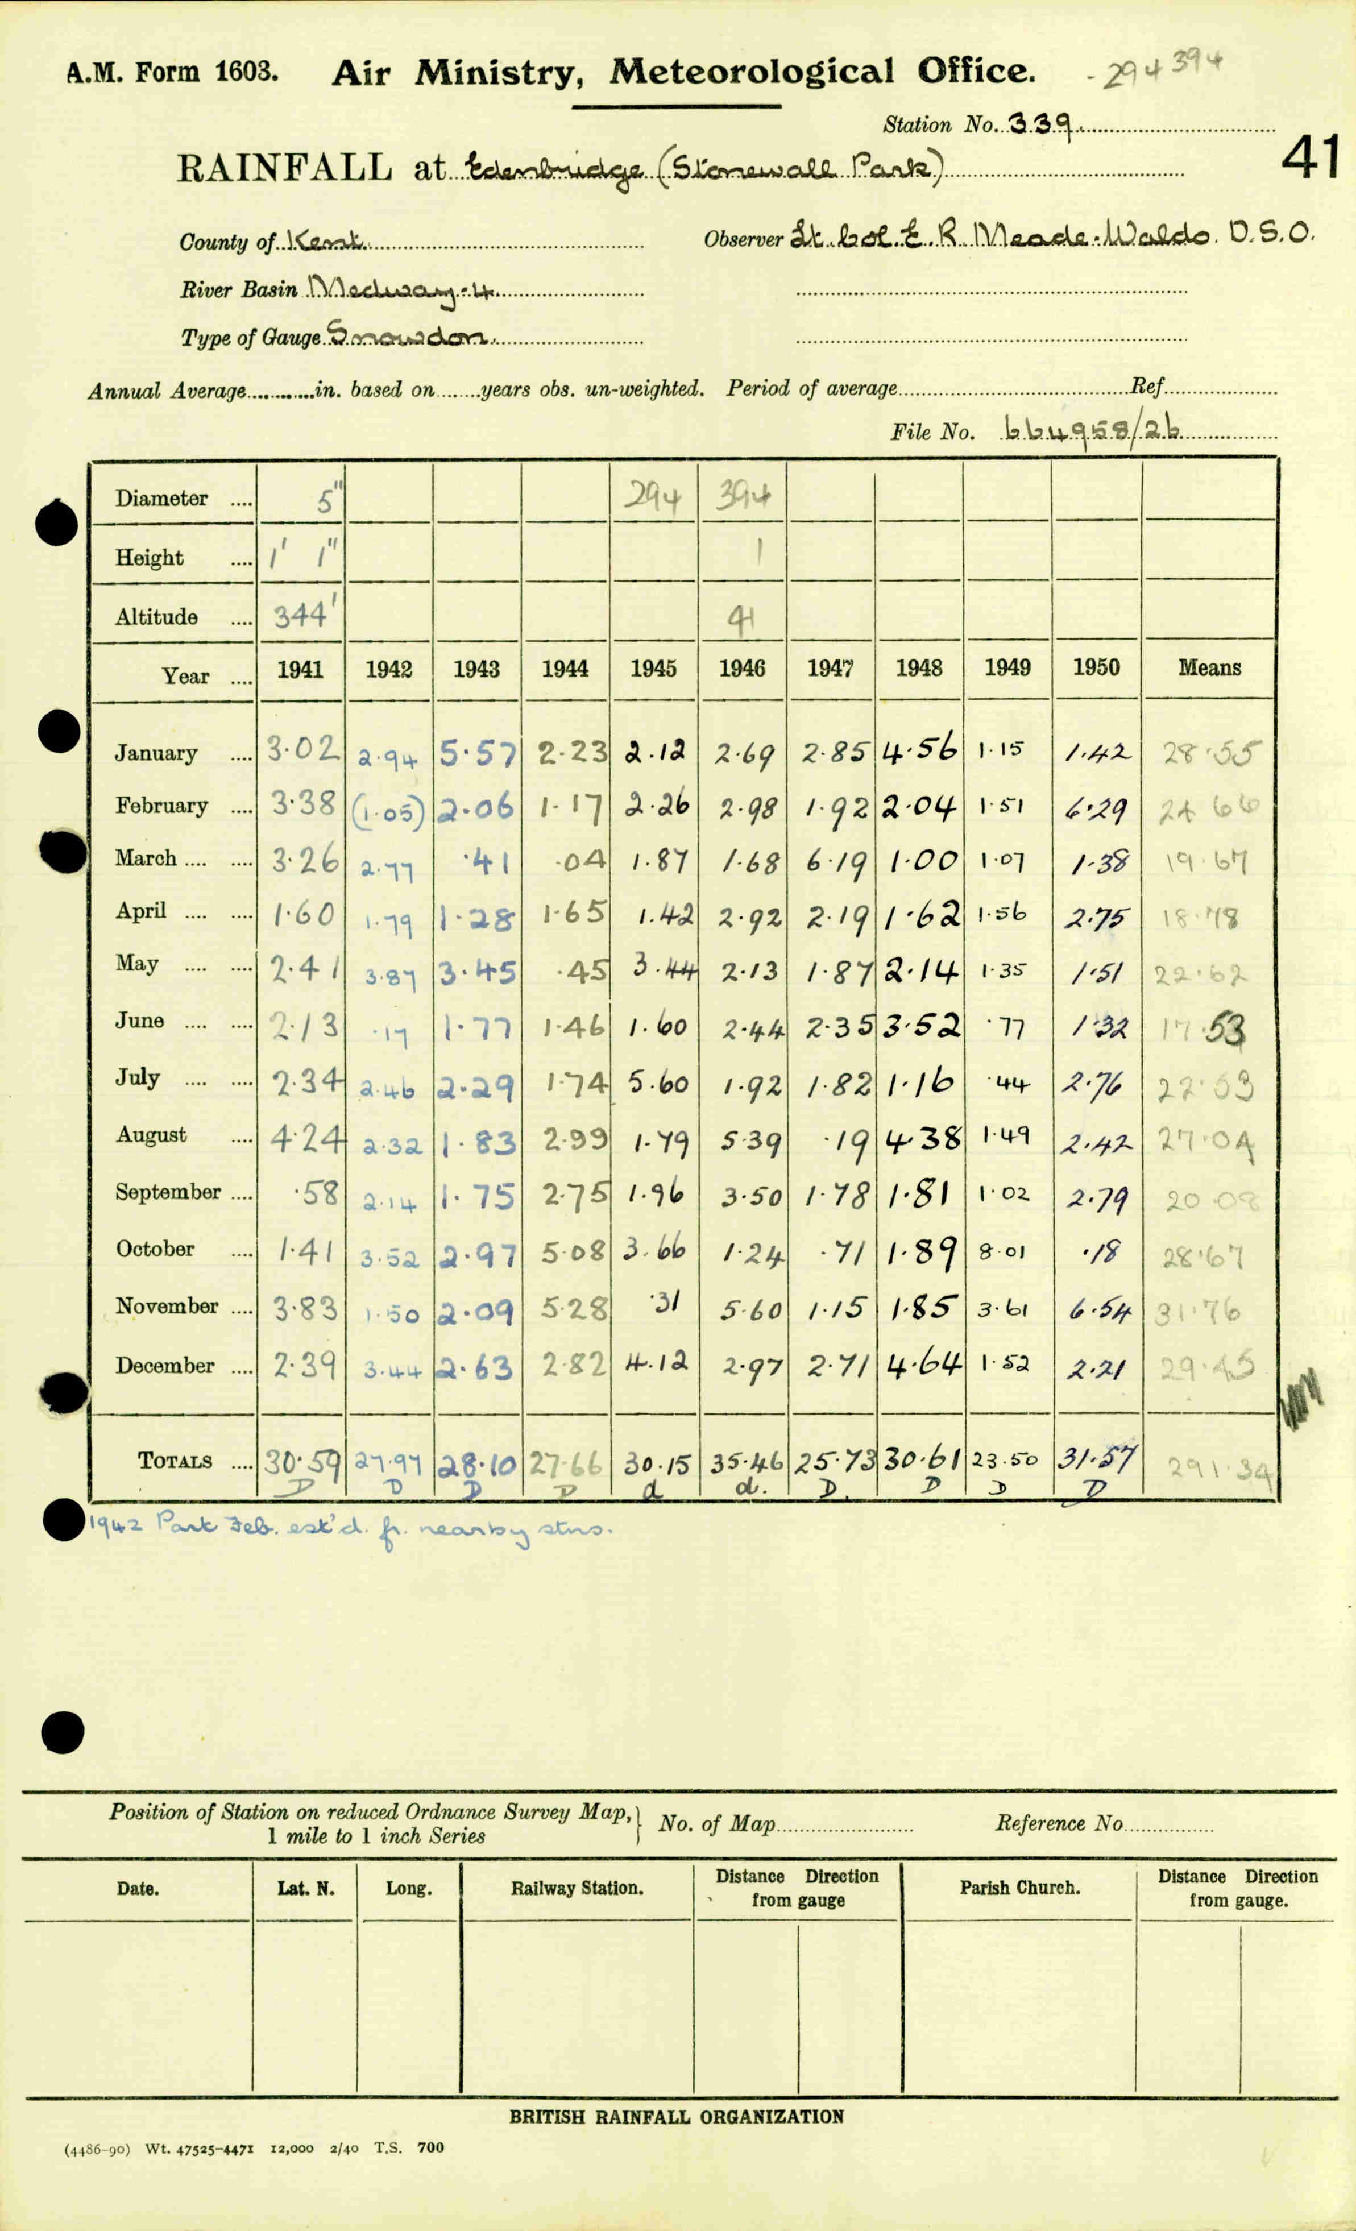 A.M. Form 1603. Air Ministry, Meteorological Office. 294 394
Station No. 339.
41
RAINFALL at Edenbridge (Stonewall Park)
County of Kent. Observer Lt. Col. E. R. Meade-Waldo. D.S.O.
River Basin Medway-4
Type of Gauge Snowdon.
Annual Average............in. based on.......years obs. un-weighted. Period of average.......... Ref..........
File No. 664958/26
Diameter .... 5" 294 394
Height .... 1' 1" 1
Altitude .... 344' 41
Year .... 1941 1942 1943 1944 1945 1946 1947 1948 1949 1950 Means
January .... 3.02 2.94 5.57 2.23 2.12 2.69 2.85 4.56 1.15 1.42 28.55
February .... 3.38 (1.05) 2.06 1.17 2.26 2.98 1.92 2.04 1.51 6.29 24 66
March .... .... 3.26 2.77 .41 .04 1.87 1.68 6.19 1.00 1.07 1.38 19.67
April .... .... 1.60 1.79 1.28 1.65 1.42 2.92 2.19 1.62 1.56 2.75 18.78
May .... .... 2.41 3.87 3.45 .45 3.44 2.13 1.87 2.14 1.35 1.51 22.62
June .... .... 2.13 .17 1.77 1.46 1.60 2.44 2.35 3.52 .77 1.32 17.53
July .... .... 2.34 2.46 2.29 1.74 5.60 1.92 1.82 1.16 .44 2.76 22.53
August .... 4.24 2.32 1.83 2.99 1.79 5.39 .19 4.38 1.49 2.42 27.04
September .... .58 2.14 1.75 2.75 1.96 3.50 1.78 1.81 1.02 2.79 20.08
October .... 1.41 3.52 2.97 5.08 3.66 1.24 .71 1.89 8.01 .18 28.67
November .... 3.83 1.50 2.09 5.28 .31 5.60 1.15 1.85 3.61 6.54 31.76
December .... 2.39 3.44 2.63 2.82 4.12 2.97 2.71 4.64 1.52 2.21 29.45
TOTALS .... 30.59 27.97 28.10 27.66 30.15 35.46 25.73 30.61 23.50 31.57 291.34
D D D D d d. D. D D D
1942 Park Feb. est'd. fr. nearby stns.
Position of Station on reduced Ordnance Survey Map, } No. of Map.......... Reference No..........
1 mile to 1 inch Series
Date. Lat. N. Long. Railway Station. Distance Direction from gauge Parish Church. Distance Direction from gauge.
BRITISH RAINFALL ORGANIZATION
(4486-90) Wt. 47525-4471 12,000 2/40 T.S. 700